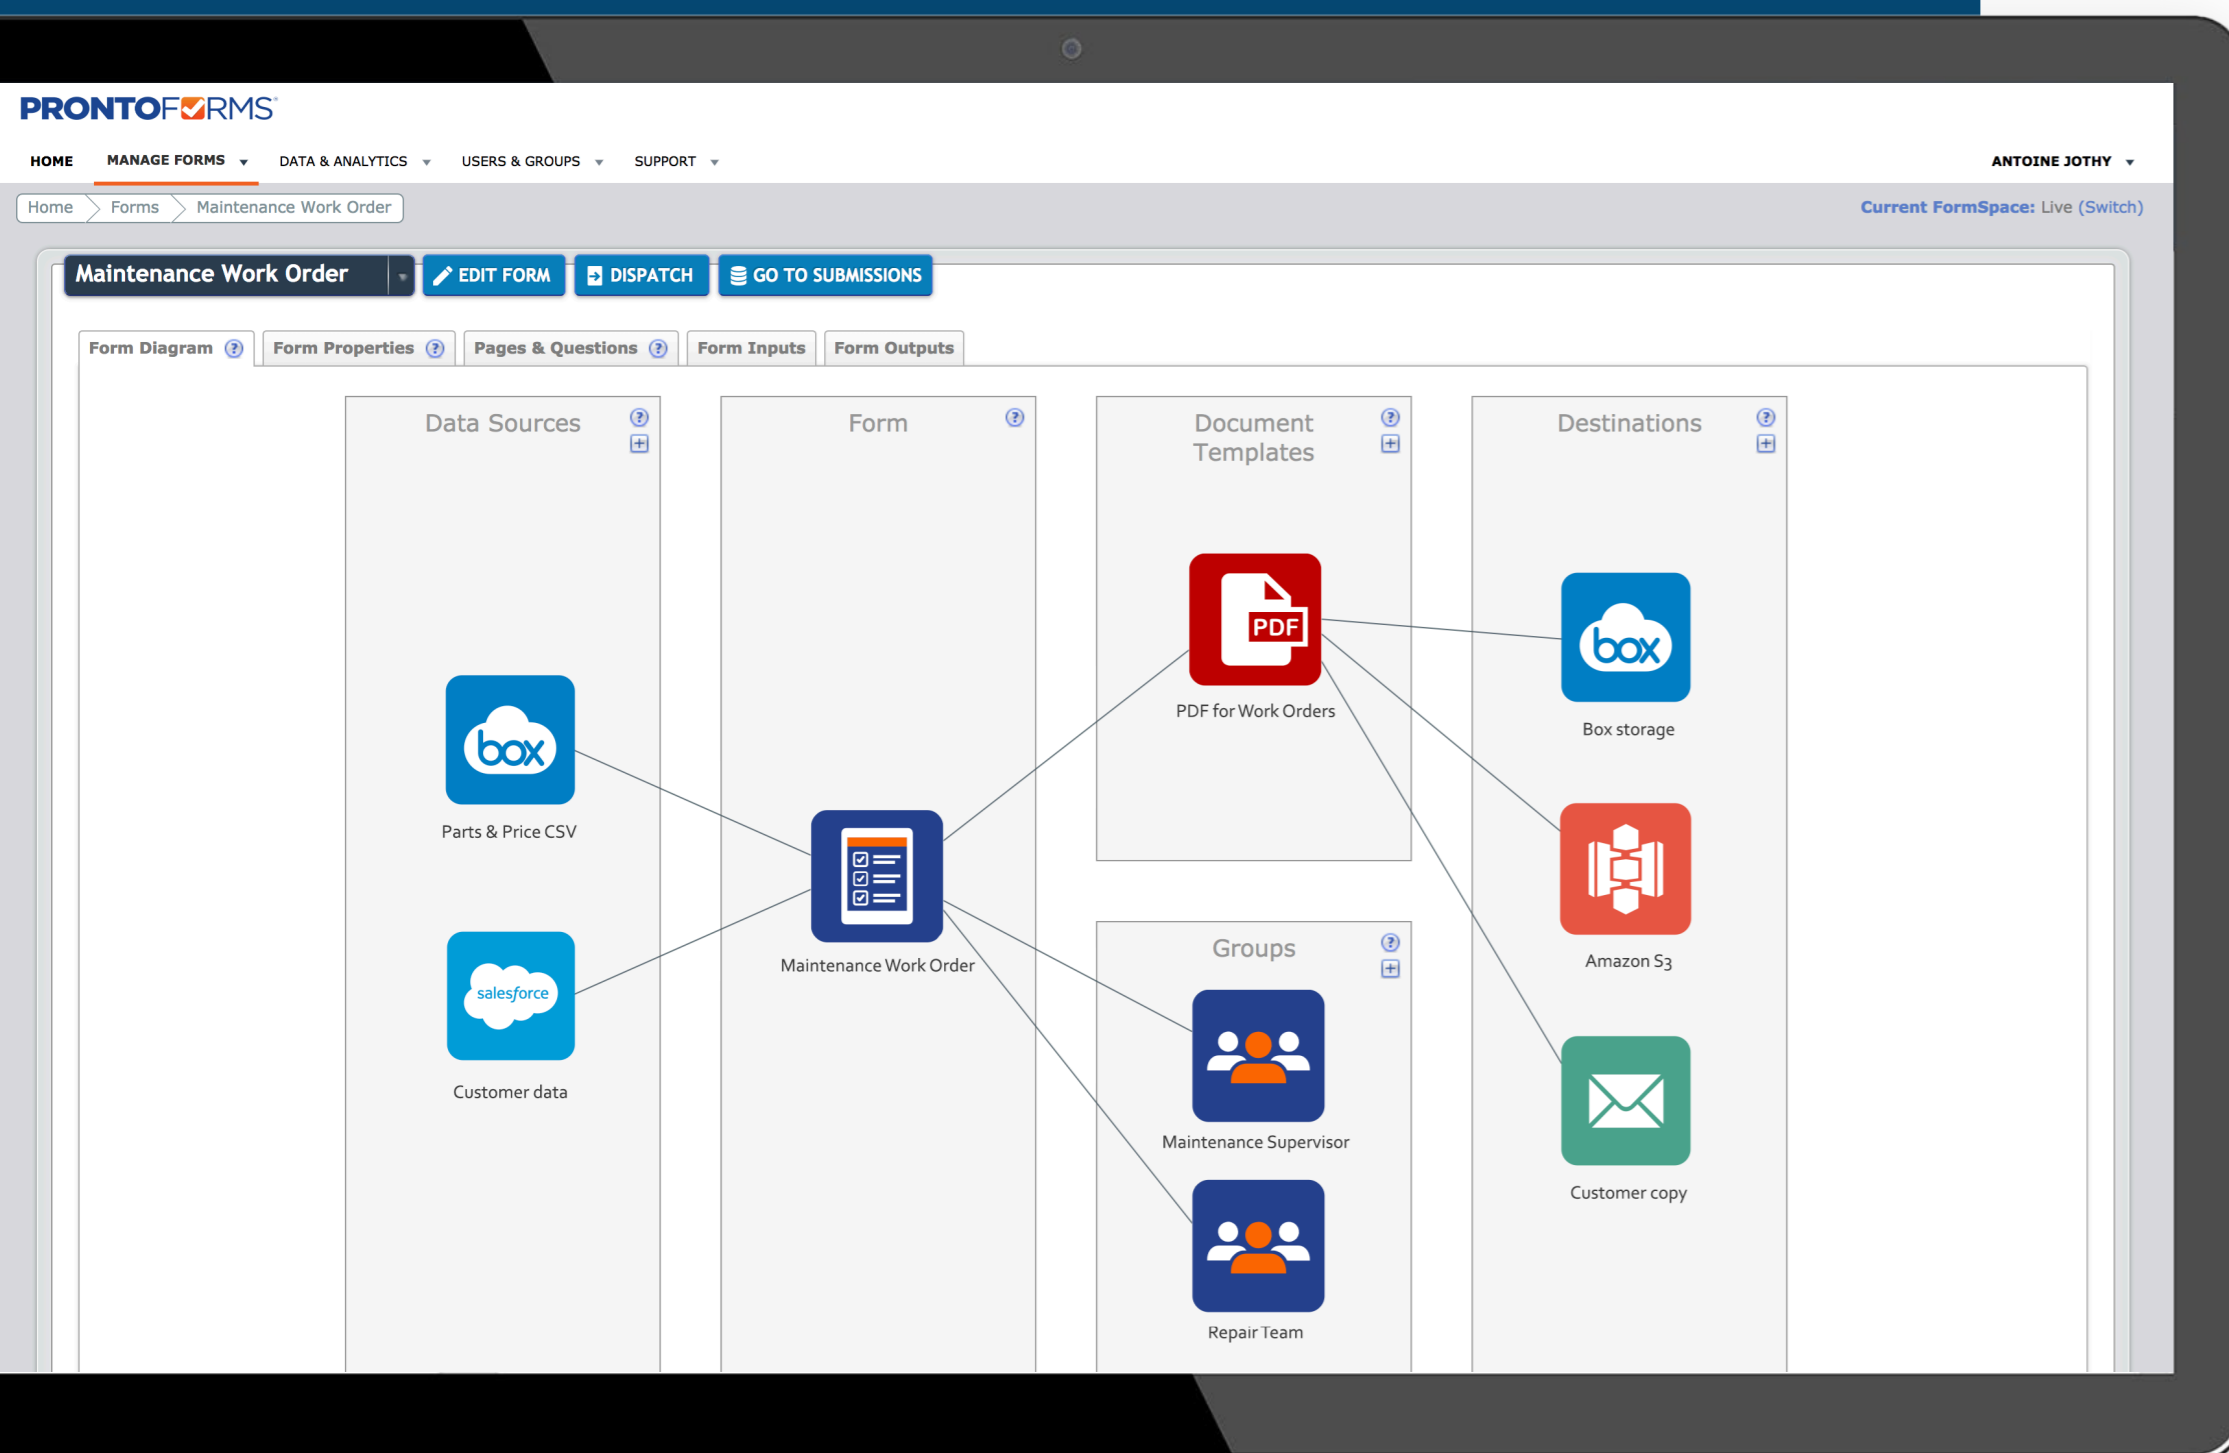 PRONTOFORMS
HOME MANAGE FORMS DATA & ANALYTICS USERS & GROUPS SUPPORT ANTOINE JOTHY
Home Forms Maintenance Work Order Current FormSpace: Live (Switch)
Maintenance Work Order EDIT FORM DISPATCH GO TO SUBMISSIONS
Form Diagram ? Form Properties ? Pages & Questions ? Form Inputs Form Outputs
Data Sources ?
+
box
Parts & Price CSV
salesforce
Customer data
Form ?
Maintenance Work Order
Document ?
Templates +
PDF
PDF for Work Orders
Groups ?
+
Maintenance Supervisor
Repair Team
Destinations ?
+
box
Box storage
Amazon S3
Customer copy